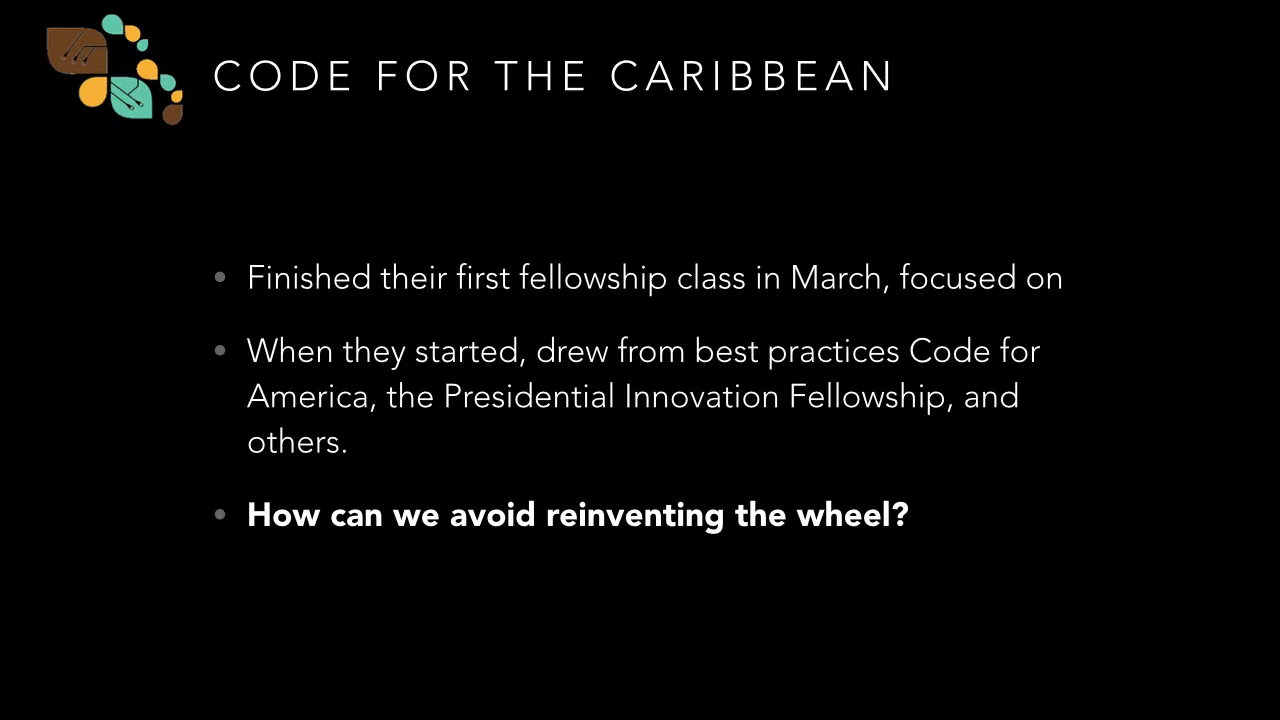 CODE FOR THE CARIBBEAN
• Finished their first fellowship class in March, focused on
• When they started, drew from best practices Code for
America, the Presidential Innovation Fellowship, and
others.
• How can we avoid reinventing the wheel?